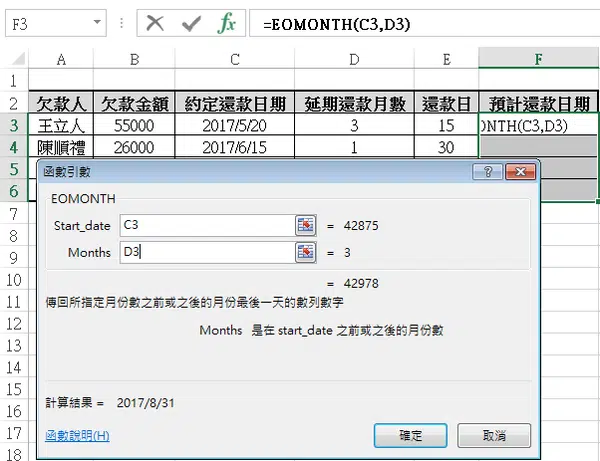 F3 =EOMONTH(C3,D3)
A B C D E F
1
2 欠款人 欠款金額 約定還款日期 延期還款月數 還款日 預計還款日期
3 王立人 55000 2017/5/20 3 15 ONTH(C3,D3)
4 陳順禮 26000 2017/6/15 1 30
5
函數引數
6
EOMONTH
7
Start_date C3 = 42875
8
Months D3 = 3
9
10
= 42978
11
傳回所指定月份數之前或之後的月份最後一天的數列數字
12
Months 是在 start_date 之前或之後的月份數
13
14
15
計算結果 = 2017/8/31
16
17
函數說明(H) 確定 取消
18